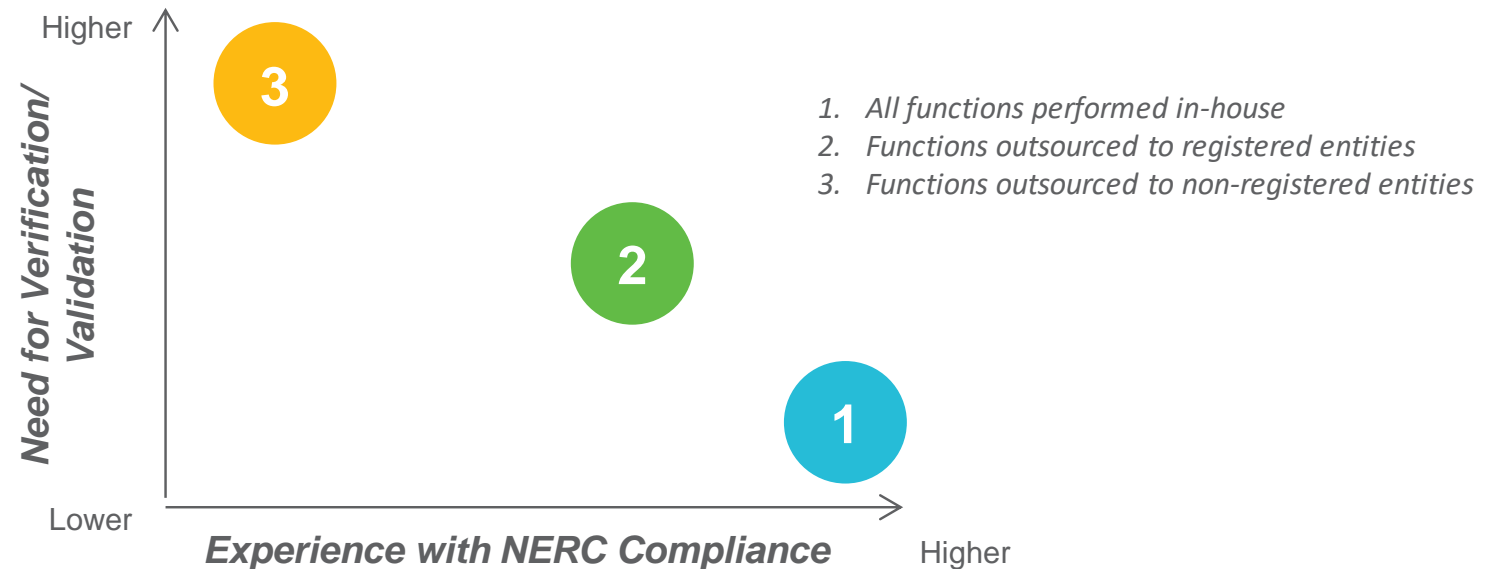 Higher
Need for Verification/
Validation
3
2
1
1. All functions performed in-house
2. Functions outsourced to registered entities
3. Functions outsourced to non-registered entities
Lower
Experience with NERC Compliance
Higher